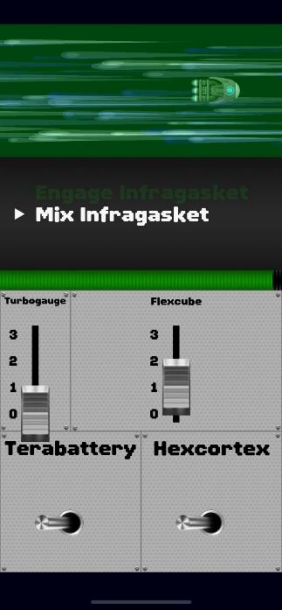 Engage Infragasket
Mix Infragasket
Turbogauge
3
2
1
0
Flexcube
3
2
1
0
Terabattery
Hexcortex